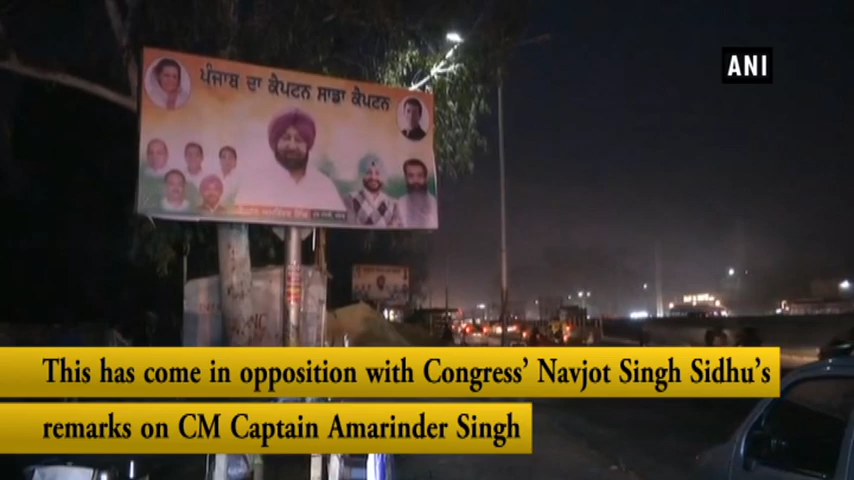 ANI
ਪੰਜਾਬ ਦਾ ਕੈਪਟਨ ਸਾਡਾ ਕੈਪਟਨ
This has come in opposition with Congress' Navjot Singh Sidhu's
remarks on CM Captain Amarinder Singh